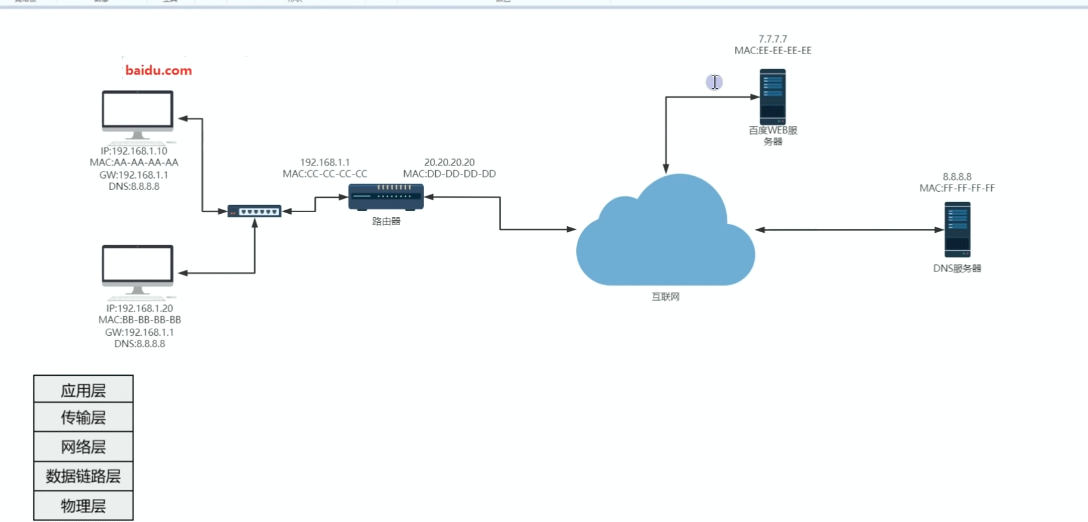 baidu.com
IP:192.168.1.10
MAC:AA-AA-AA-AA
GW:192.168.1.1
DNS:8.8.8.8
192.168.1.1
MAC:CC-CC-CC-CC
20.20.20.20
MAC:DD-DD-DD-DD
路由器
7.7.7.7
MAC:EE-EE-EE-EE
百度WEB服
务器
8.8.8.8
MAC:FF-FF-FF-FF
DNS服务器
互联网
IP:192.168.1.20
MAC:BB-BB-BB-BB
GW:192.168.1.1
DNS:8.8.8.8
应用层
传输层
网络层
数据链路层
物理层